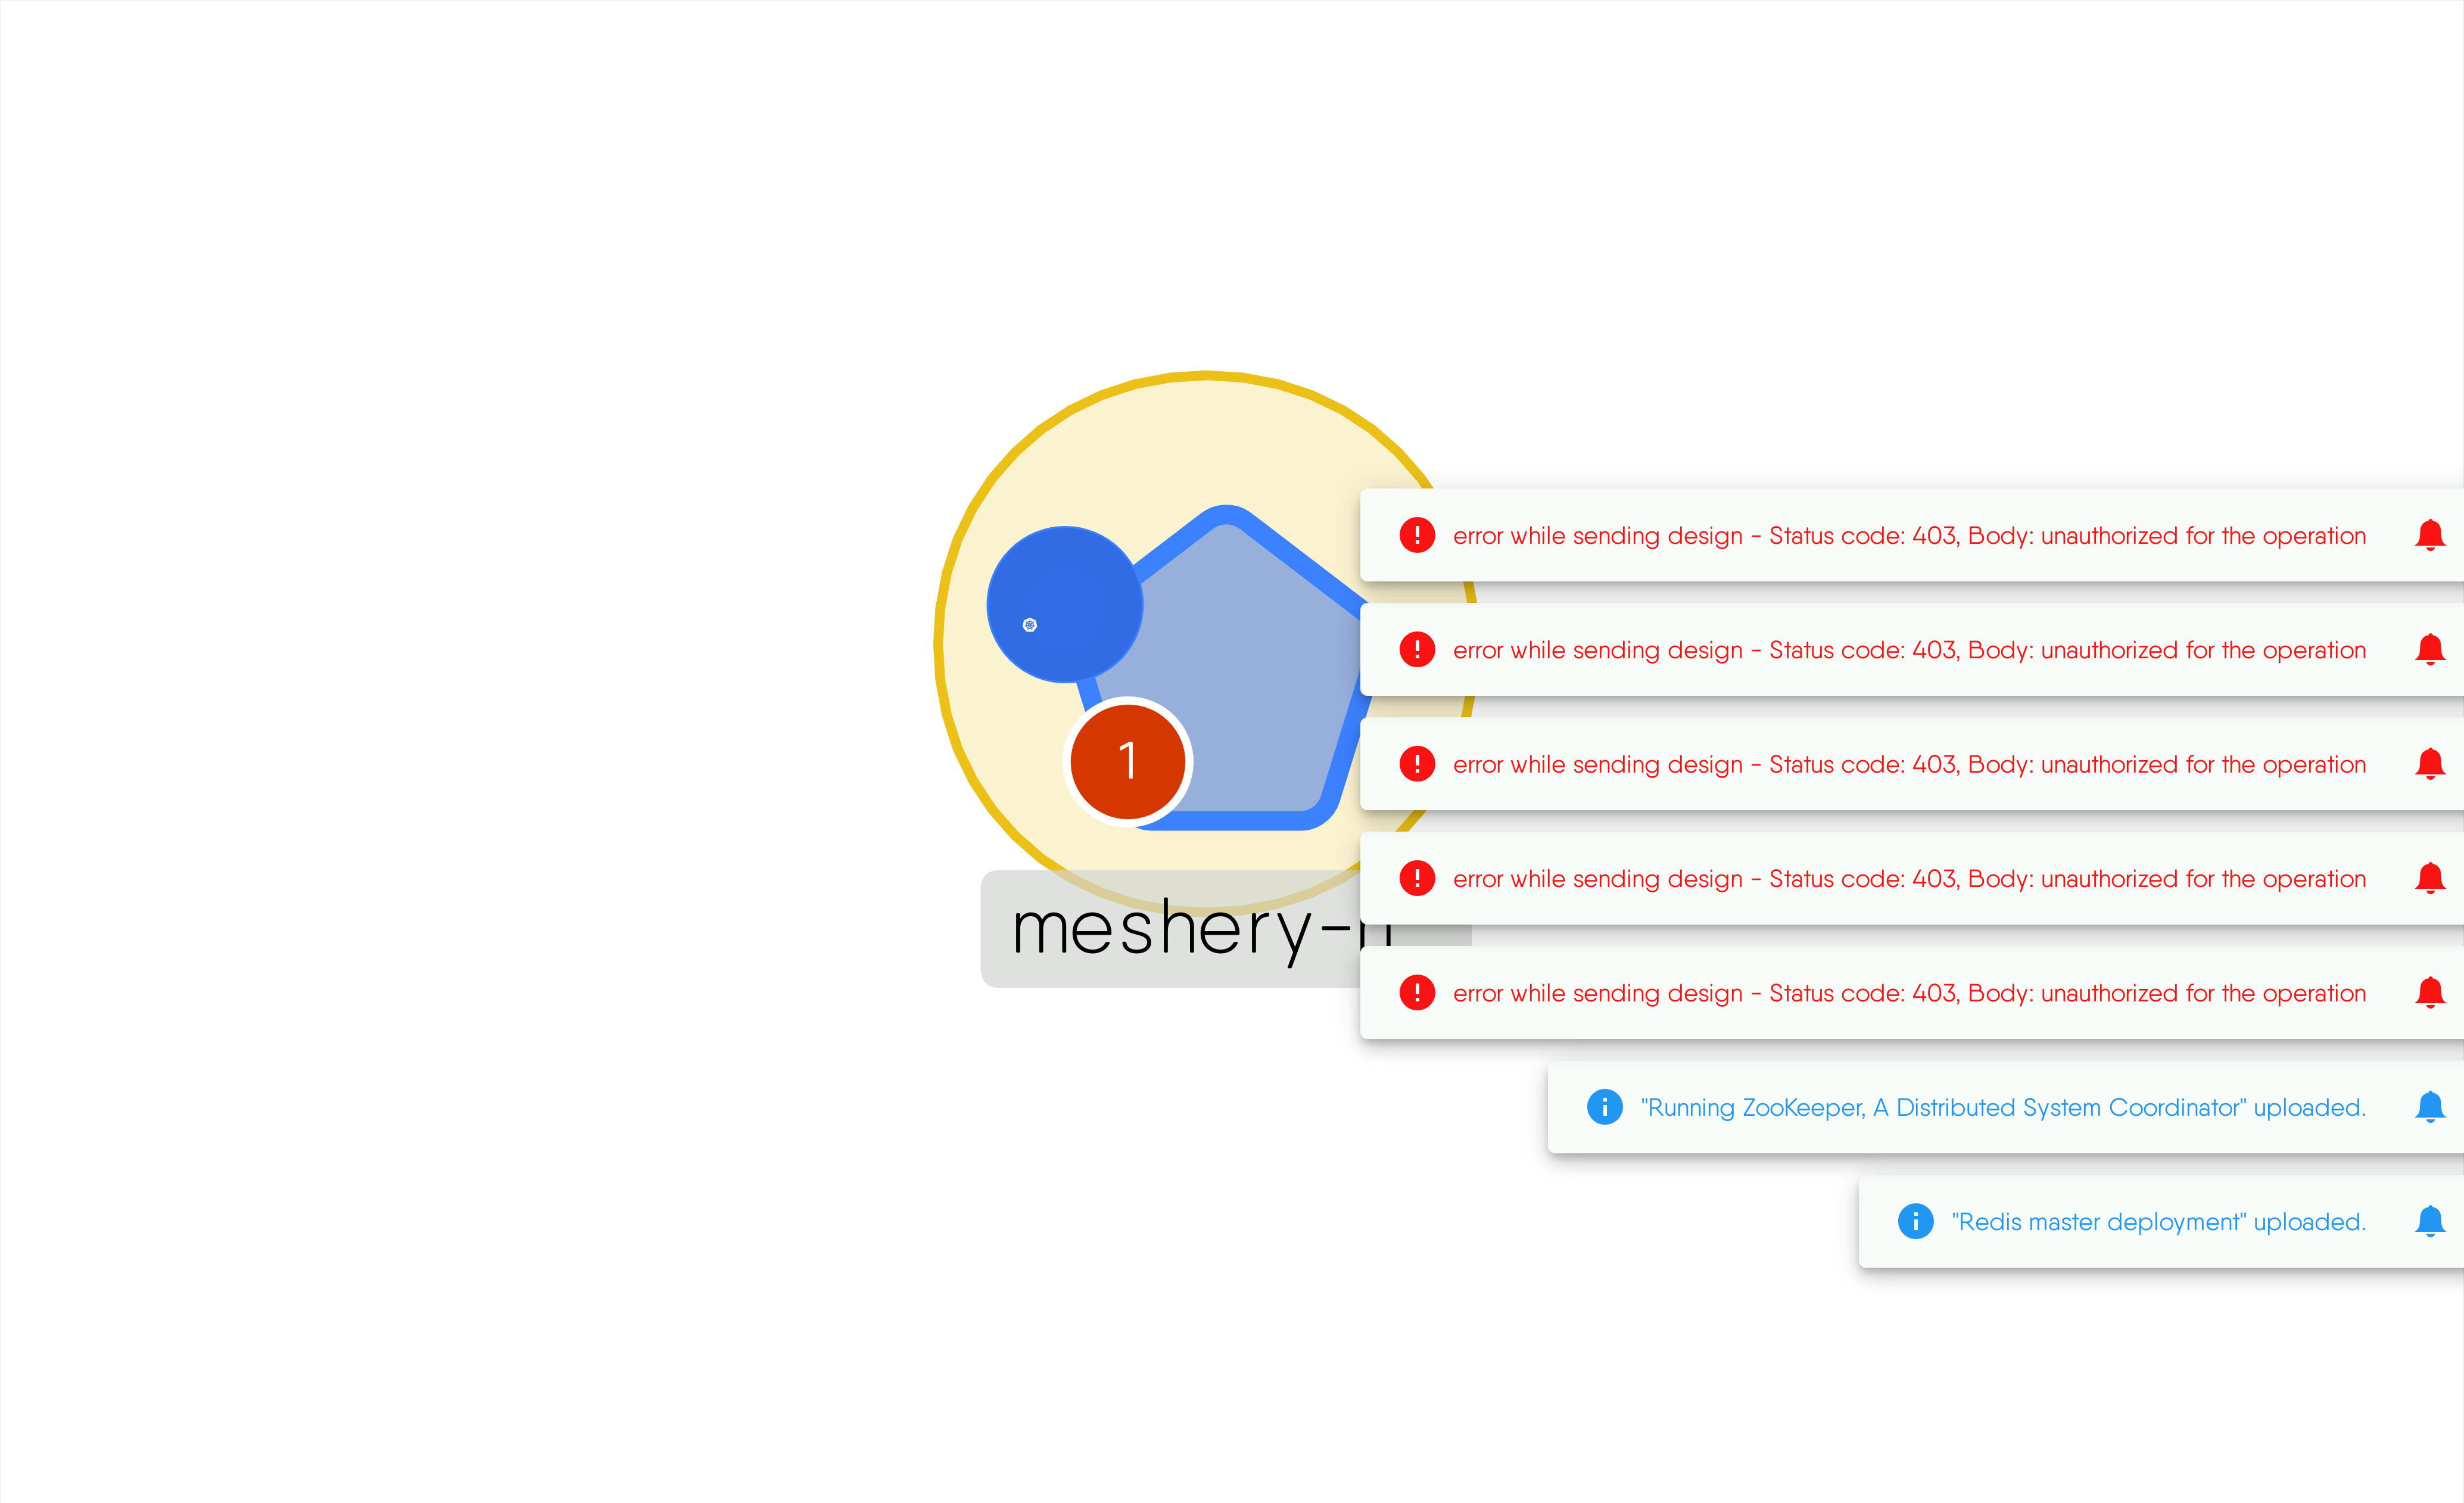 error while sending design - Status code: 403, Body: unauthorized for the operation
error while sending design - Status code: 403, Body: unauthorized for the operation
error while sending design - Status code: 403, Body: unauthorized for the operation
error while sending design - Status code: 403, Body: unauthorized for the operation
error while sending design - Status code: 403, Body: unauthorized for the operation
"Running ZooKeeper, A Distributed System Coordinator" uploaded.
"Redis master deployment" uploaded.
1
meshery-